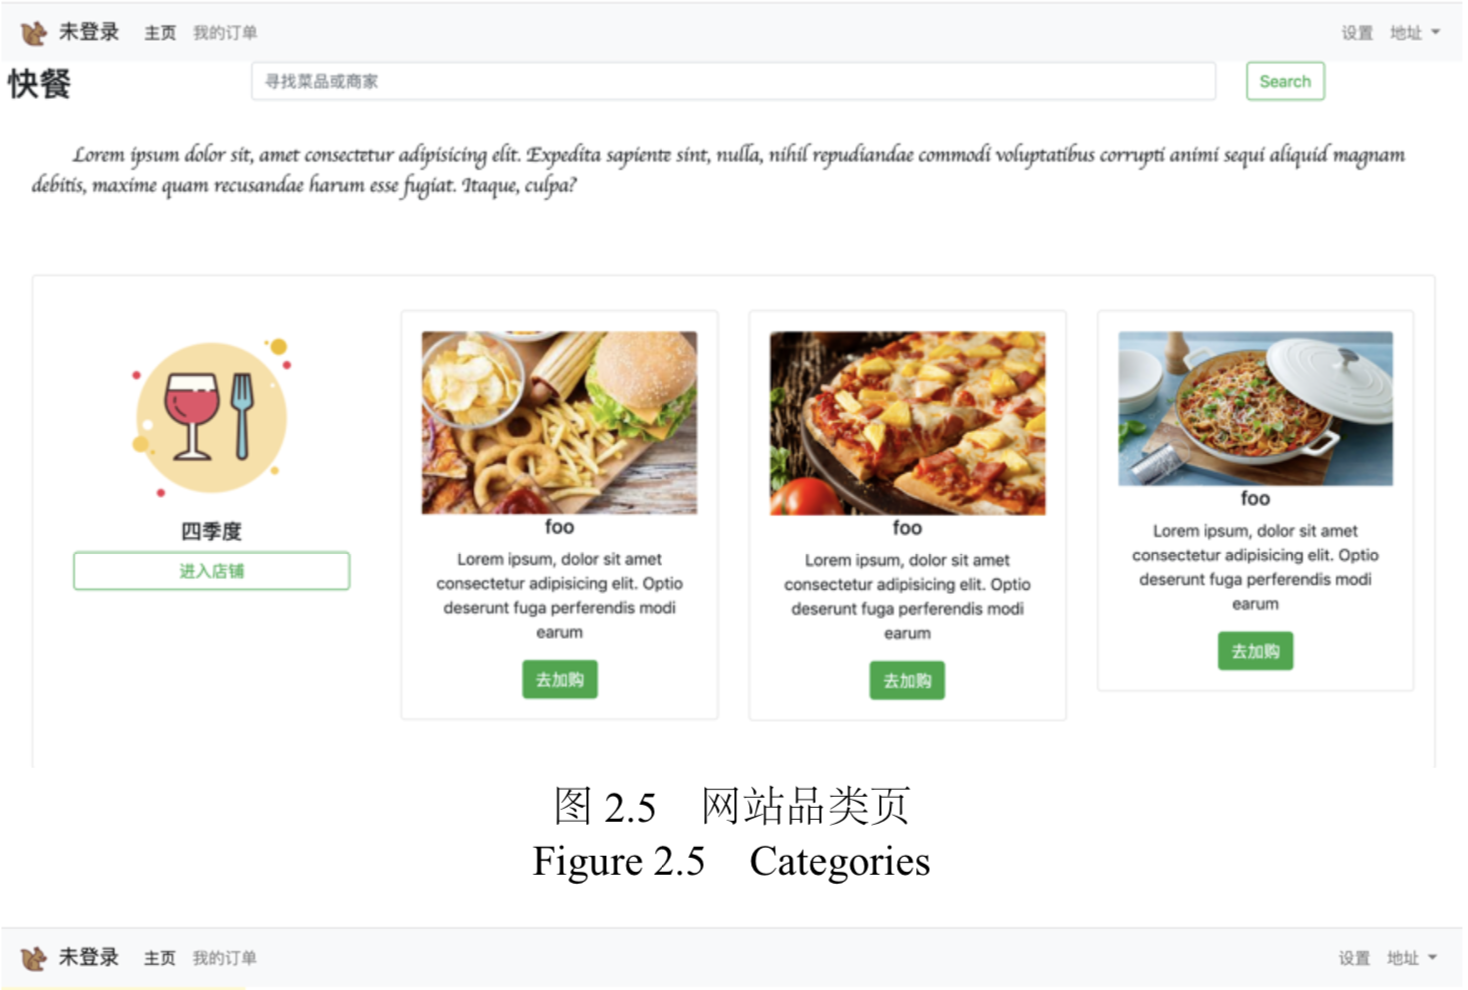 未登录 主页 我的订单 设置 地址
快餐 寻找菜品或商家 Search
Lorem ipsum dolor sit, amet consectetur adipisicing elit. Expedita sapiente sint, nulla, nihil repudiandae commodi voluptatibus corrupti animi sequi aliquid magnam
debitis, maxime quam recusandae harum esse fugiat. Itaque, culpa?
四季度
进入店铺
foo
Lorem ipsum, dolor sit amet
consectetur adipisicing elit. Optio
deserunt fuga perferendis modi
earum
去加购
foo
Lorem ipsum, dolor sit amet
consectetur adipisicing elit. Optio
deserunt fuga perferendis modi
earum
去加购
foo
Lorem ipsum, dolor sit amet
consectetur adipisicing elit. Optio
deserunt fuga perferendis modi
earum
去加购
图 2.5 网站品类页
Figure 2.5 Categories
未登录 主页 我的订单 设置 地址